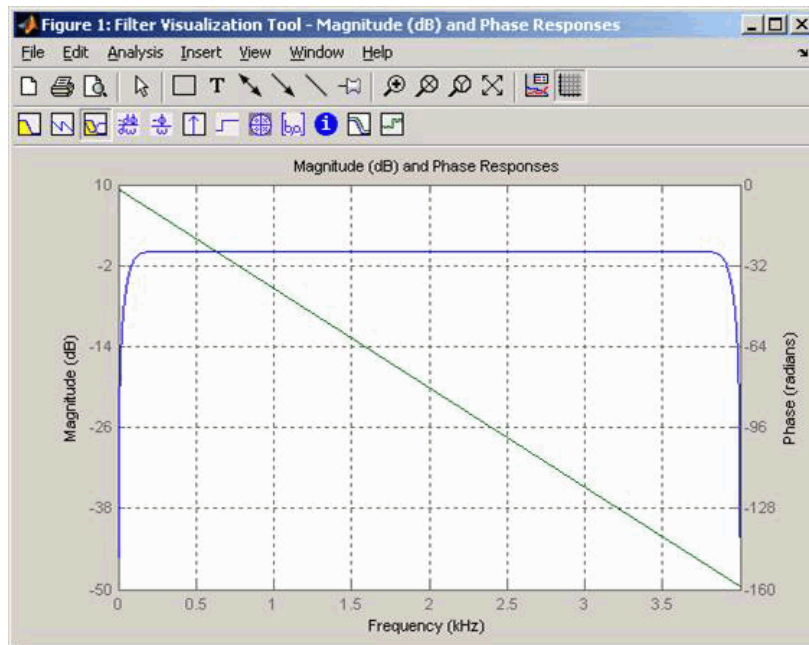 Figure 1: Filter Visualization Tool - Magnitude (dB) and Phase Responses
File Edit Analysis Insert View Window Help
T
[b,a] i
Magnitude (dB) and Phase Responses
10
-2
-14
-26
-38
-50
Magnitude (dB)
0
-32
-64
-96
-128
-160
Phase (radians)
0 0.5 1 1.5 2 2.5 3 3.5
Frequency (kHz)